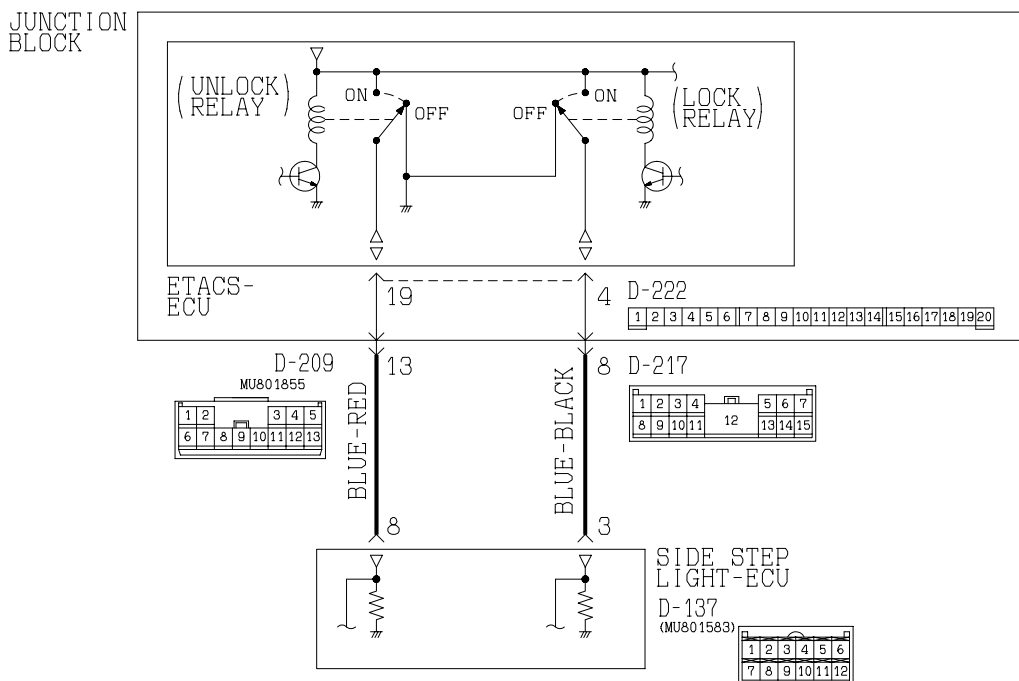 JUNCTION
BLOCK
(UNLOCK
RELAY)
ON
OFF
OFF
ON
(LOCK
RELAY)
ETACS-
ECU
19
4
D-222
1 2 3 4 5 6 7 8 9 10 11 12 13 14 15 16 17 18 19 20
D-209
MU801855
13
8
D-217
1 2 3 4 5
6 7 8 9 10 11 12 13
BLUE-RED
BLUE-BLACK
1 2 3 4 12 5 6 7
8 9 10 11 13 14 15
8
3
SIDE STEP
LIGHT-ECU
D-137
(MU801583)
1 2 3 4 5 6
7 8 9 10 11 12